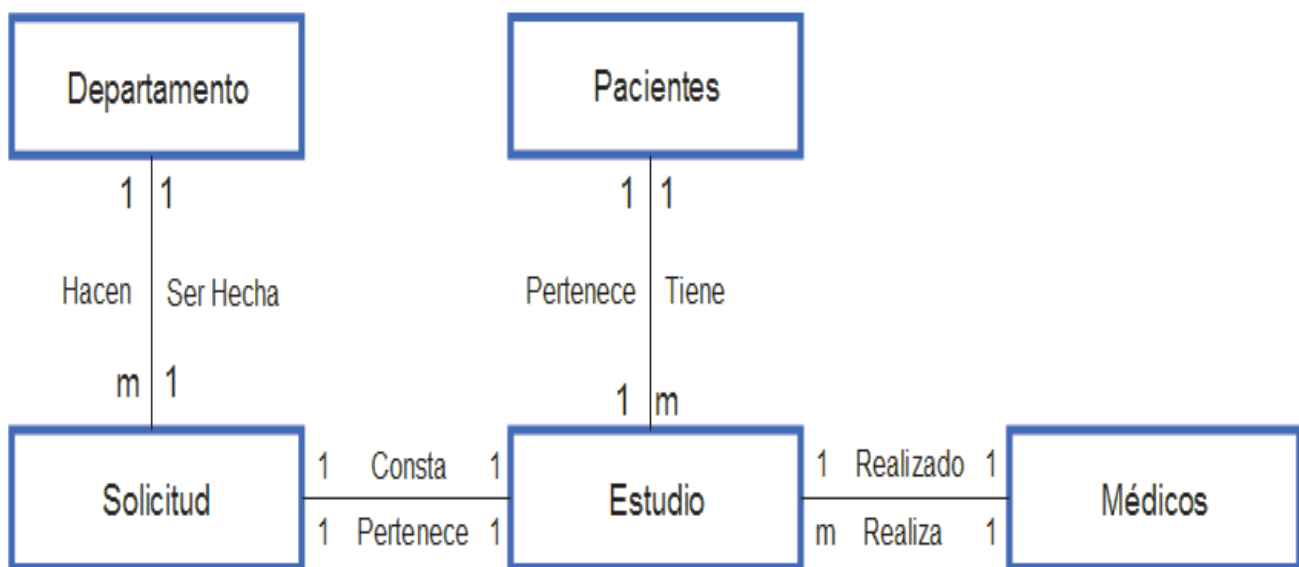 Departamento
Pacientes
1 1
1 1
Hacen Ser Hecha
Pertenece Tiene
m 1
1 m
Solicitud
1 Consta 1
1 Pertenece 1
Estudio
1 Realizado 1
m Realiza 1
Médicos